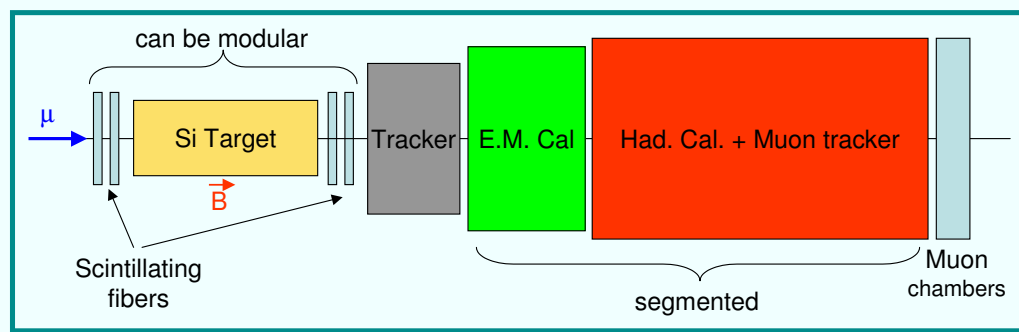 can be modular
μ
Si Target
B
Tracker
E.M. Cal
Had. Cal. + Muon tracker
Scintillating
fibers
segmented
Muon
chambers